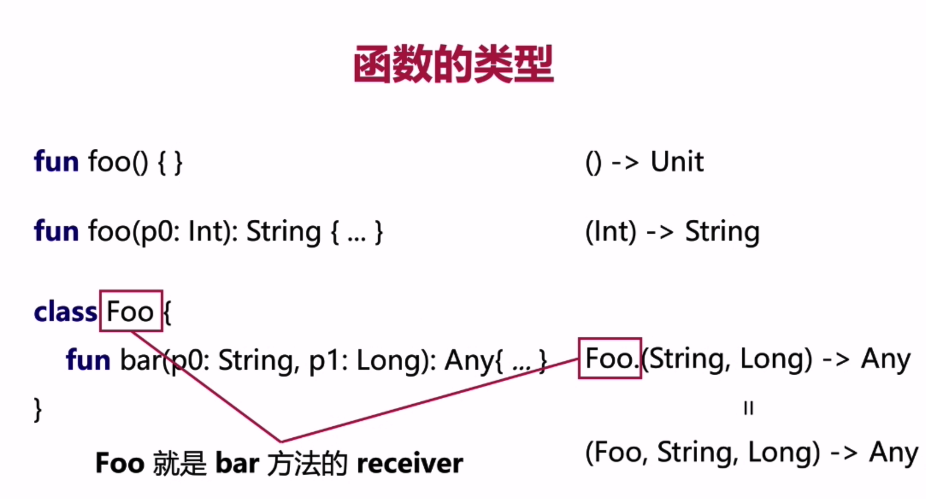 函数的类型
fun foo() { }
() -> Unit
fun foo(p0: Int): String { ... }
(Int) -> String
class Foo {
fun bar(p0: String, p1: Long): Any{ ... }
Foo.(String, Long) -> Any
}
=
Foo 就是 bar 方法的 receiver
(Foo, String, Long) -> Any